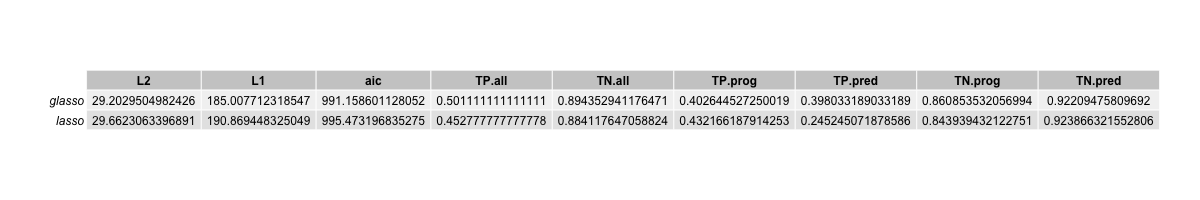 L2 L1 aic TP.all TN.all TP.prog TP.pred TN.prog TN.pred
glasso 29.2029504982426 185.007712318547 991.158601128052 0.501111111111111 0.894352941176471 0.402644527250019 0.398033189033189 0.860853532056994 0.92209475809692
lasso 29.6623063396891 190.869448325049 995.473196835275 0.452777777777778 0.884117647058824 0.432166187914253 0.245245071878586 0.843939432122751 0.923866321552806